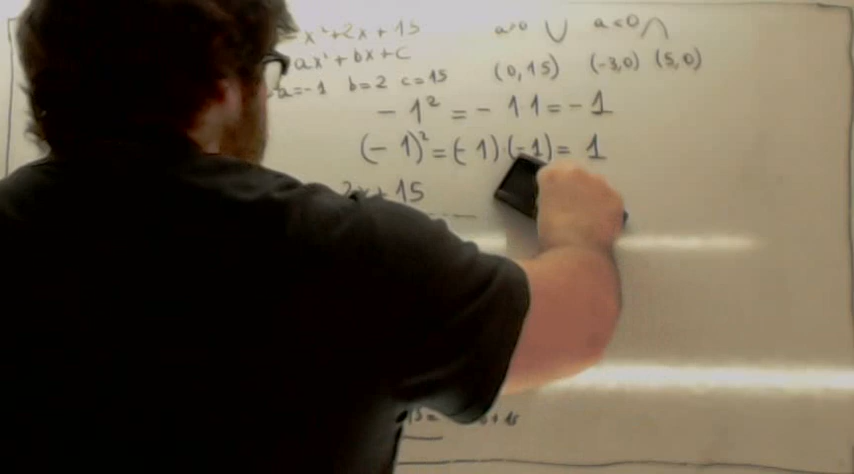 -x²+2x+15 a>0 ∪ a<0 ∩
ax²+bx+c (0,15) (-3,0) (5,0)
a=-1 b=2 c=15
-1² = -1·1 = -1
(-1)² = (-1)·(-1) = 1
2x+15
+15